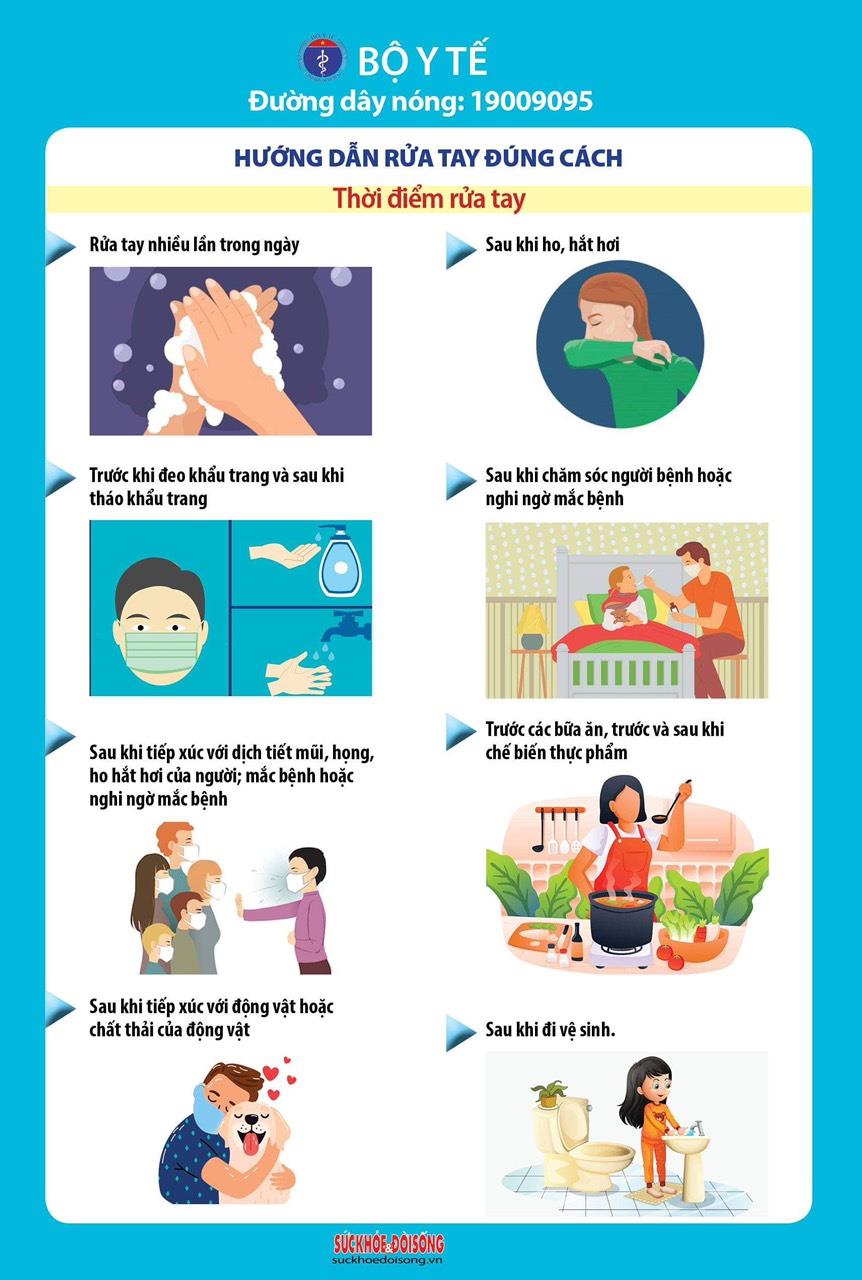 BỘ Y TẾ
Đường dây nóng: 19009095
HƯỚNG DẪN RỬA TAY ĐÚNG CÁCH
Thời điểm rửa tay
Rửa tay nhiều lần trong ngày
Sau khi ho, hắt hơi
Trước khi đeo khẩu trang và sau khi
tháo khẩu trang
Sau khi chăm sóc người bệnh hoặc
nghi ngờ mắc bệnh
Sau khi tiếp xúc với dịch tiết mũi, họng,
ho hắt hơi của người; mắc bệnh hoặc
nghi ngờ mắc bệnh
Trước các bữa ăn, trước và sau khi
chế biến thực phẩm
Sau khi tiếp xúc với động vật hoặc
chất thải của động vật
Sau khi đi vệ sinh.
SỨCKHỎE&ĐỜISỐNG
suckhoedoisong.vn